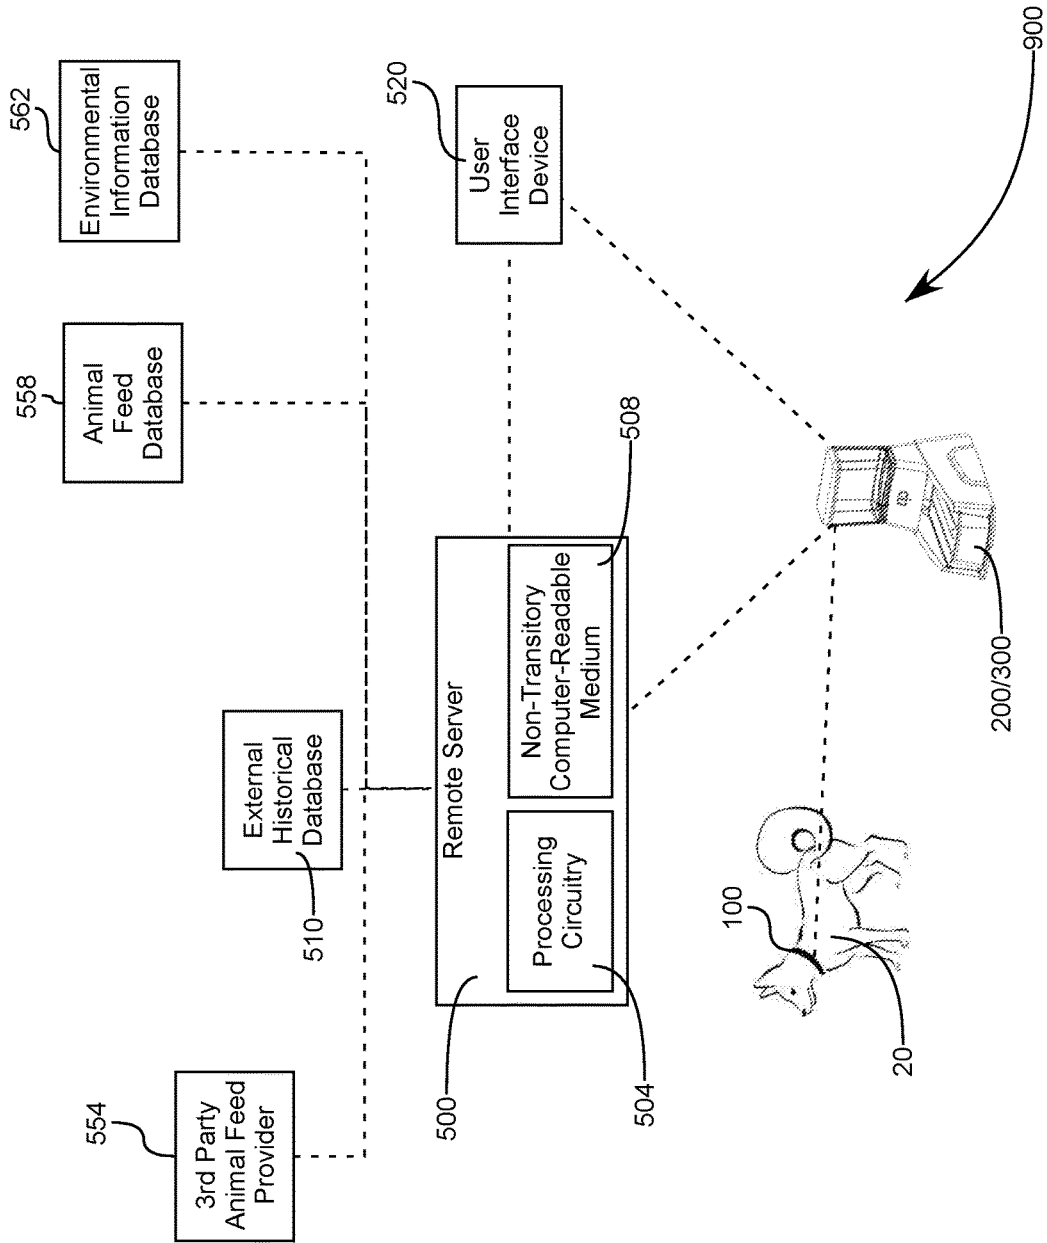 554
3rd Party
Animal Feed
Provider
510
External
Historical
Database
558
Animal
Feed
Database
562
Environmental
Information
Database
500
Remote Server
504
Processing
Circuitry
Non-Transitory
Computer-Readable
Medium
508
520
User
Interface
Device
100
20
200/300
900